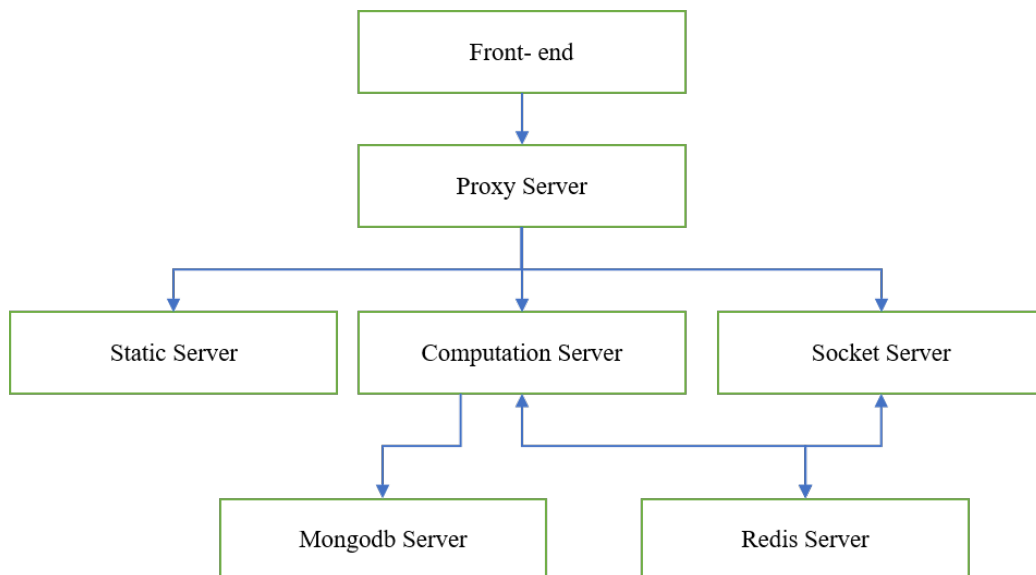 Front- end
Proxy Server
Static Server
Computation Server
Socket Server
Mongodb Server
Redis Server